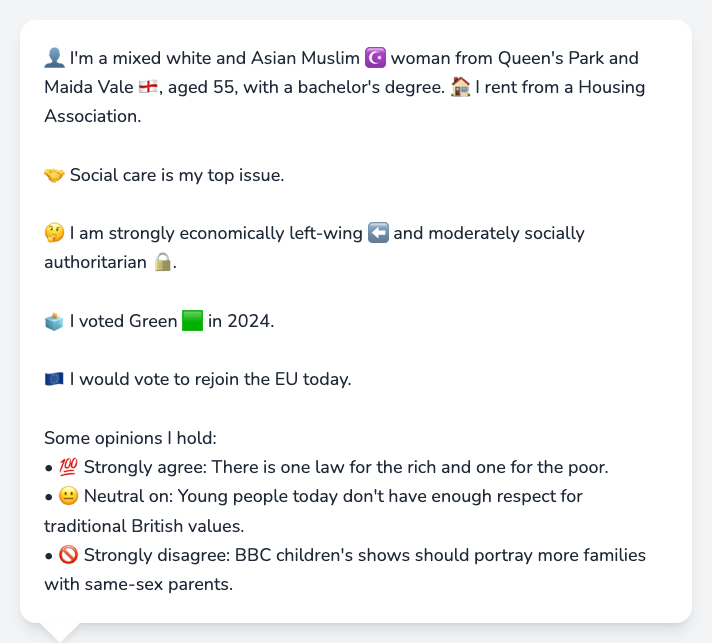 👤 I'm a mixed white and Asian Muslim ☪️ woman from Queen's Park and
Maida Vale 🏴󠁧󠁢󠁥󠁮󠁧󠁿, aged 55, with a bachelor's degree. 🏠 I rent from a Housing
Association.
🤝 Social care is my top issue.
🤔 I am strongly economically left-wing ⬅️ and moderately socially
authoritarian 🔒.
🗳️ I voted Green 🟩 in 2024.
🇪🇺 I would vote to rejoin the EU today.
Some opinions I hold:
• 💯 Strongly agree: There is one law for the rich and one for the poor.
• 😐 Neutral on: Young people today don't have enough respect for
traditional British values.
• 🚫 Strongly disagree: BBC children's shows should portray more families
with same-sex parents.